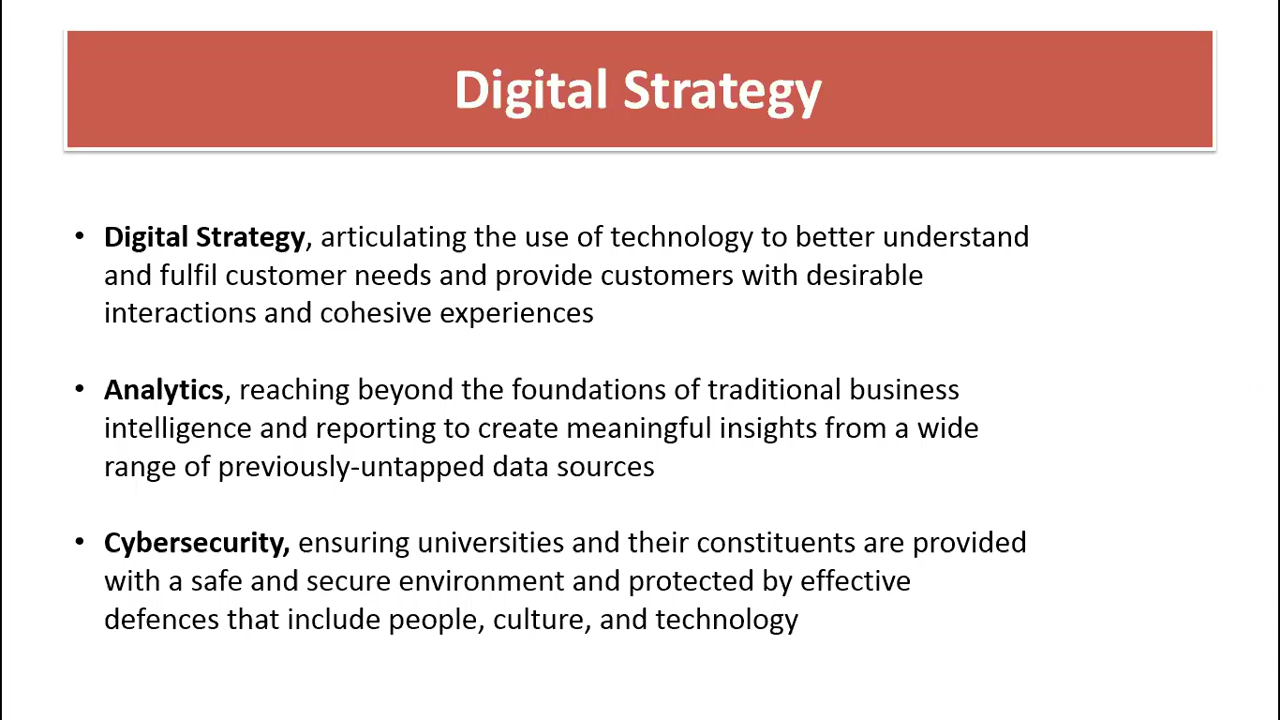 Digital Strategy
• Digital Strategy, articulating the use of technology to better understand
and fulfil customer needs and provide customers with desirable
interactions and cohesive experiences
• Analytics, reaching beyond the foundations of traditional business
intelligence and reporting to create meaningful insights from a wide
range of previously-untapped data sources
• Cybersecurity, ensuring universities and their constituents are provided
with a safe and secure environment and protected by effective
defences that include people, culture, and technology